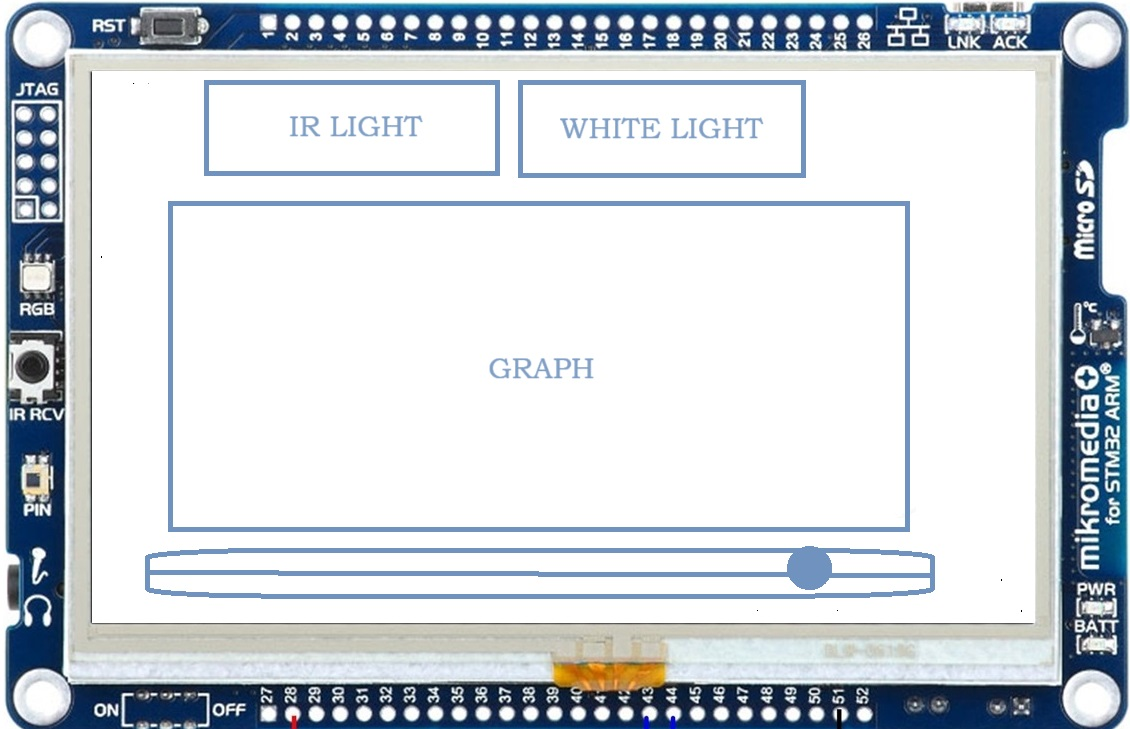 RST
1 2 3 4 5 6 7 8 9 10 11 12 13 14 15 16 17 18 19 20 21 22 23 24 25 26
LNK ACK
JTAG
IR LIGHT
WHITE LIGHT
micro SD
RGB
°C
GRAPH
IR RCV
mikromedia
for STM32 ARM®
PIN
PWR
BATT
ON OFF
27 28 29 30 31 32 33 34 35 36 37 38 39 40 41 42 43 44 45 46 47 48 49 50 51 52